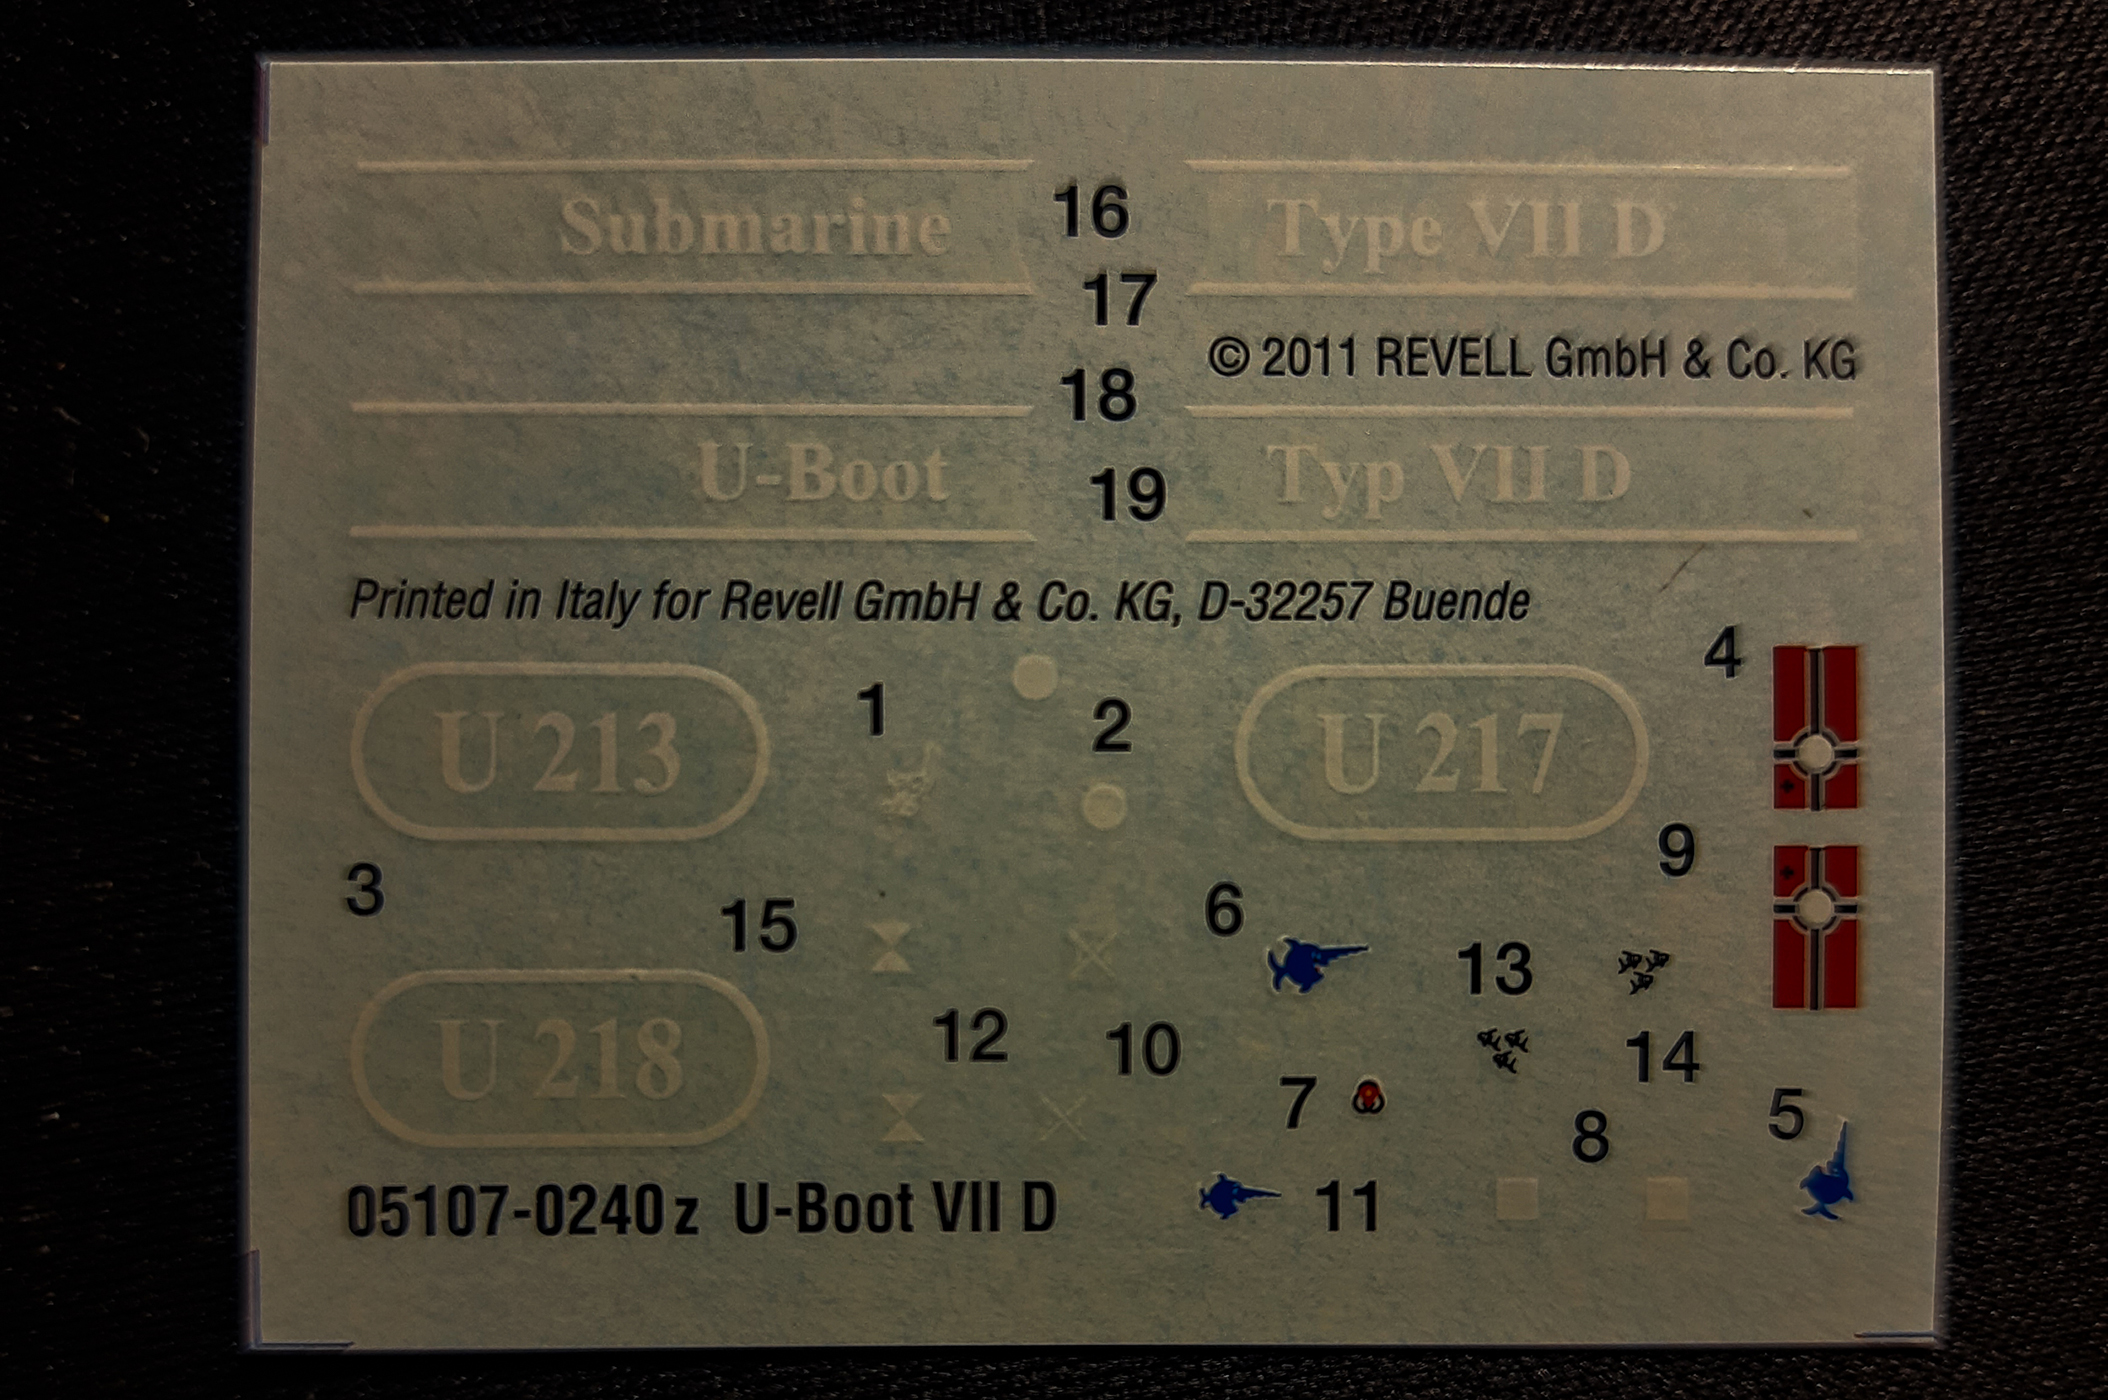 Submarine 16 Type VII D
17
© 2011 REVELL GmbH & Co. KG
18
U-Boot 19 Typ VII D
Printed in Italy for Revell GmbH & Co. KG, D-32257 Buende
4
U 213 1 2 U 217
9
3 15 6 13
12 10 14
U 218 7 8 5
05107-0240 z U-Boot VII D 11